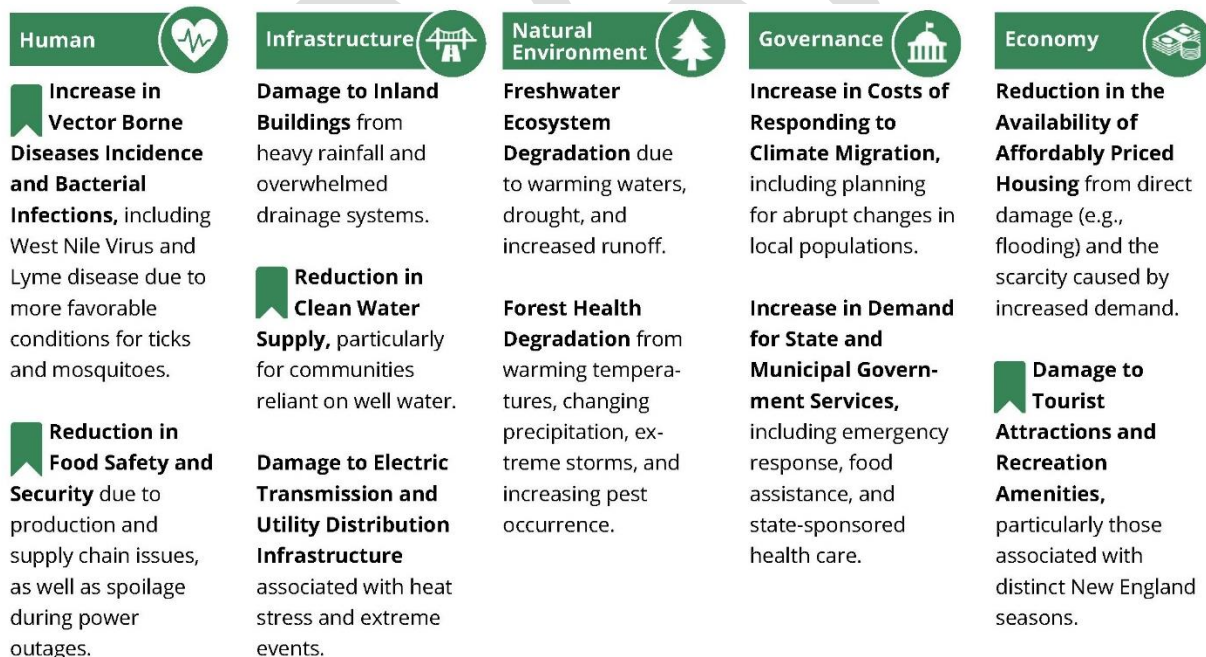 Human
Increase in
Vector Borne
Diseases Incidence
and Bacterial
Infections, including
West Nile Virus and
Lyme disease due to
more favorable
conditions for ticks
and mosquitoes.
Reduction in
Food Safety and
Security due to
production and
supply chain issues,
as well as spoilage
during power
outages.
Infrastructure
Damage to Inland
Buildings from
heavy rainfall and
overwhelmed
drainage systems.
Reduction in
Clean Water
Supply, particularly
for communities
reliant on well water.
Damage to Electric
Transmission and
Utility Distribution
Infrastructure
associated with heat
stress and extreme
events.
Natural
Environment
Freshwater
Ecosystem
Degradation due
to warming waters,
drought, and
increased runoff.
Forest Health
Degradation from
warming tempera-
tures, changing
precipitation, ex-
treme storms, and
increasing pest
occurrence.
Governance
Increase in Costs of
Responding to
Climate Migration,
including planning
for abrupt changes in
local populations.
Increase in Demand
for State and
Municipal Govern-
ment Services,
including emergency
response, food
assistance, and
state-sponsored
health care.
Economy
Reduction in the
Availability of
Affordably Priced
Housing from direct
damage (e.g.,
flooding) and the
scarcity caused by
increased demand.
Damage to
Tourist
Attractions and
Recreation
Amenities,
particularly those
associated with
distinct New England
seasons.